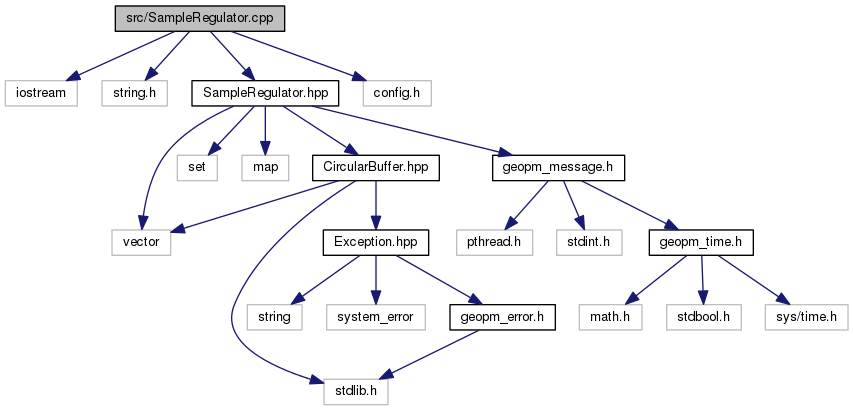 src/SampleRegulator.cpp
iostream
string.h
SampleRegulator.hpp
config.h
set
map
CircularBuffer.hpp
geopm_message.h
vector
Exception.hpp
pthread.h
stdint.h
geopm_time.h
string
system_error
geopm_error.h
math.h
stdbool.h
sys/time.h
stdlib.h